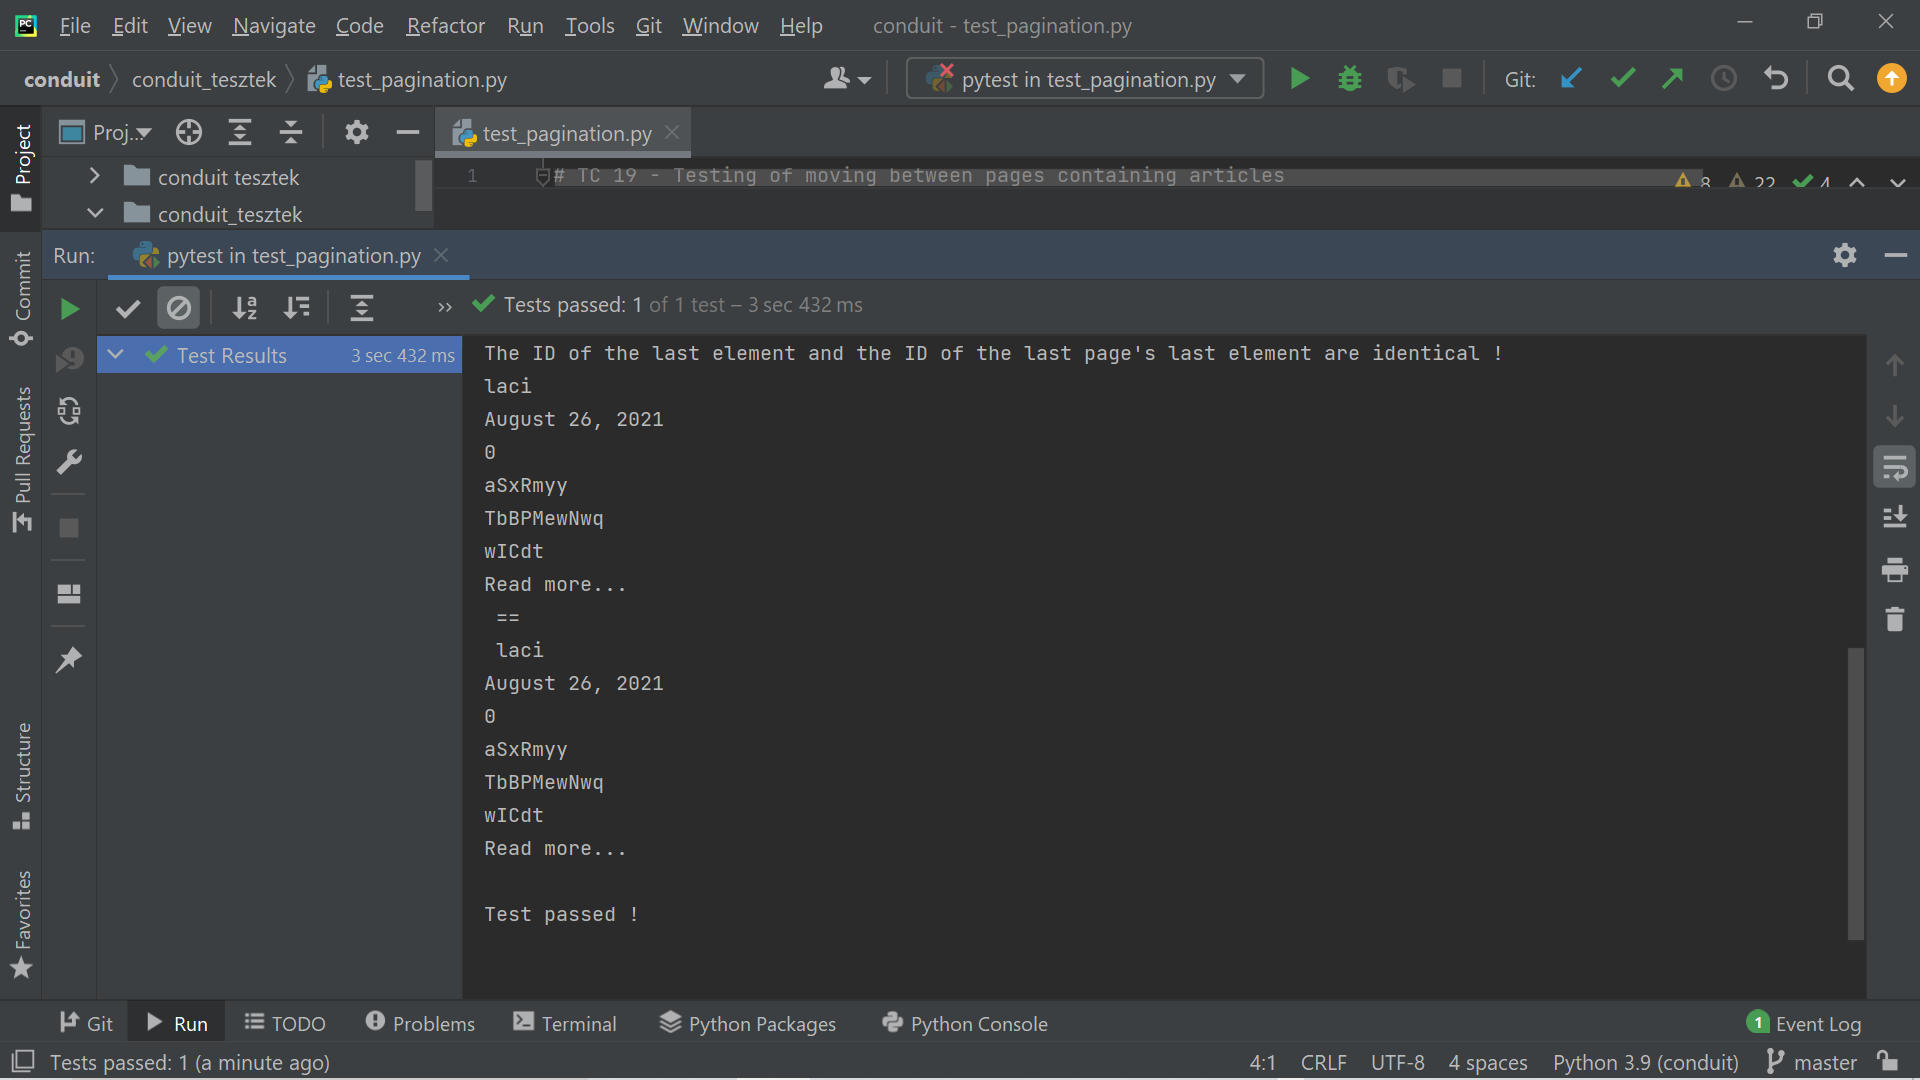 PC File Edit View Navigate Code Refactor Run Tools Git Window Help conduit - test_pagination.py
conduit conduit_tesztek test_pagination.py pytest in test_pagination.py Git:
Project
Proj... test_pagination.py
conduit tesztek
conduit_tesztek
1 # TC 19 - Testing of moving between pages containing articles 8 22 4
Run: pytest in test_pagination.py
Commit
Pull Requests
Structure
Favorites
Tests passed: 1 of 1 test – 3 sec 432 ms
Test Results 3 sec 432 ms
The ID of the last element and the ID of the last page's last element are identical !
laci
August 26, 2021
0
aSxRmyy
TbBPMewNwq
wICdt
Read more...
==
laci
August 26, 2021
0
aSxRmyy
TbBPMewNwq
wICdt
Read more...
Test passed !
Git Run TODO Problems Terminal Python Packages Python Console 1 Event Log
Tests passed: 1 (a minute ago) 4:1 CRLF UTF-8 4 spaces Python 3.9 (conduit) master